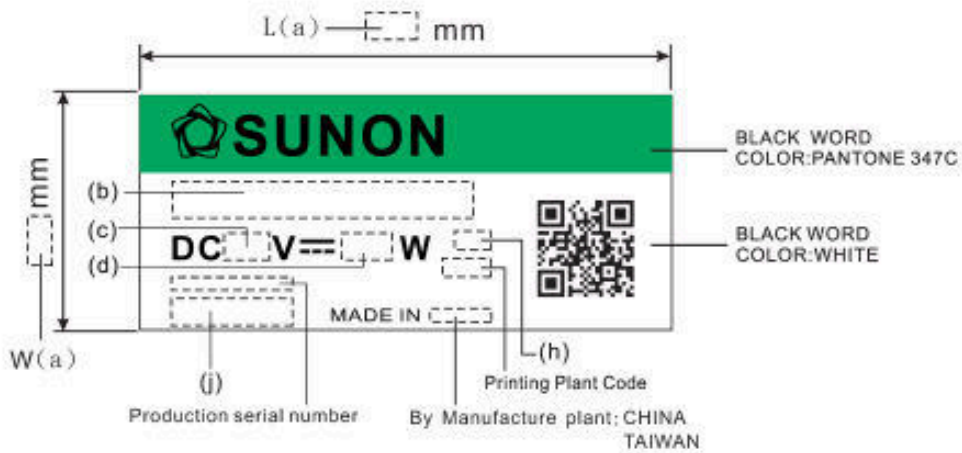 L(a) mm
SUNON
BLACK WORD
COLOR:PANTONE 347C
mm
W(a)
(b)
(c)
DC V W
(d)
BLACK WORD
COLOR:WHITE
MADE IN
(h)
(j)
Printing Plant Code
Production serial number
By Manufacture plant: CHINA
TAIWAN